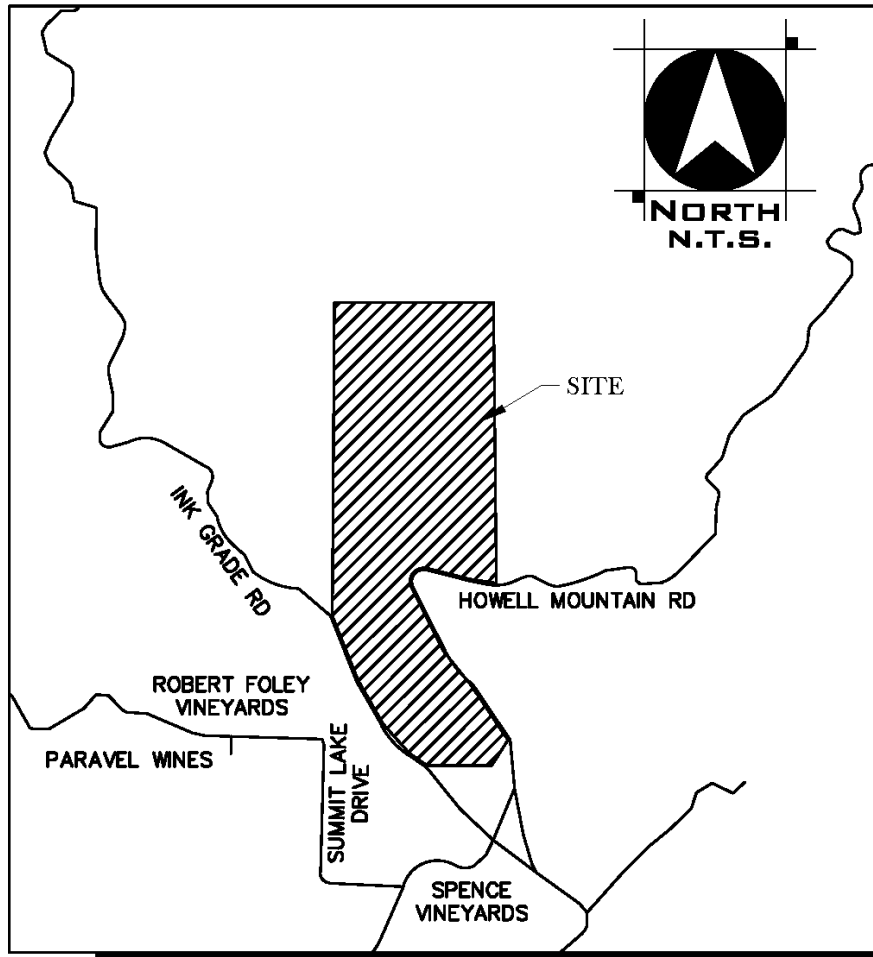 NORTH
N.T.S.
SITE
INK GRADE RD
HOWELL MOUNTAIN RD
ROBERT FOLEY
VINEYARDS
PARAVEL WINES
SUMMIT LAKE
DRIVE
SPENCE
VINEYARDS